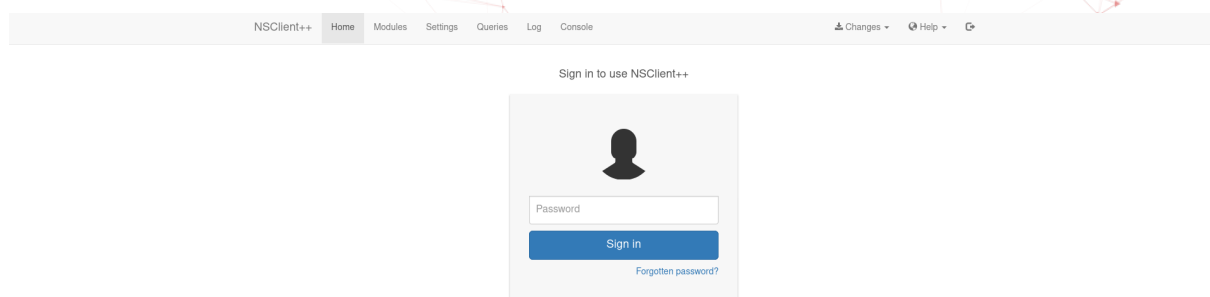 NSClient++ Home Modules Settings Queries Log Console Changes Help
Sign in to use NSClient++
Password
Sign in
Forgotten password?